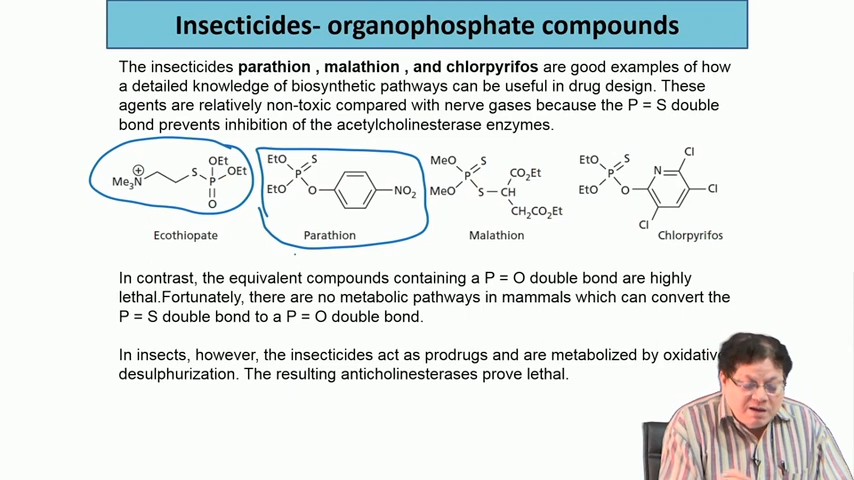 Insecticides- organophosphate compounds
The insecticides parathion , malathion , and chlorpyrifos are good examples of how
a detailed knowledge of biosynthetic pathways can be useful in drug design. These
agents are relatively non-toxic compared with nerve gases because the P = S double
bond prevents inhibition of the acetylcholinesterase enzymes.
Me3N S P OEt OEt O
EtO S P EtO O NO2
MeO S P MeO S CH CO2Et CH2CO2Et
EtO S P EtO O N Cl Cl Cl
Ecothiopate Parathion Malathion Chlorpyrifos
In contrast, the equivalent compounds containing a P = O double bond are highly
lethal.Fortunately, there are no metabolic pathways in mammals which can convert the
P = S double bond to a P = O double bond.
In insects, however, the insecticides act as prodrugs and are metabolized by oxidative
desulphurization. The resulting anticholinesterases prove lethal.